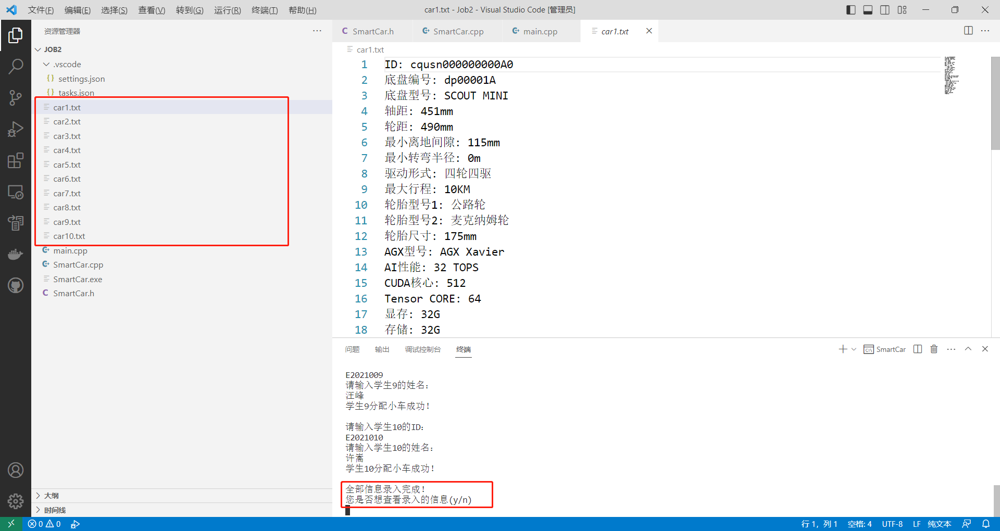 文件(F) 编辑(E) 选择(S) 查看(V) 转到(G) 运行(R) 终端(T) 帮助(H) car1.txt - Job2 - Visual Studio Code [管理员]
资源管理器
JOB2
.vscode
settings.json
tasks.json
car1.txt
car2.txt
car3.txt
car4.txt
car5.txt
car6.txt
car7.txt
car8.txt
car9.txt
car10.txt
main.cpp
SmartCar.cpp
SmartCar.exe
SmartCar.h
大纲
时间线
SmartCar.h SmartCar.cpp main.cpp car1.txt
car1.txt
1 ID: cqusn000000000A0
2 底盘编号: dp00001A
3 底盘型号: SCOUT MINI
4 轴距: 451mm
5 轮距: 490mm
6 最小离地间隙: 115mm
7 最小转弯半径: 0m
8 驱动形式: 四轮四驱
9 最大行程: 10KM
10 轮胎型号1: 公路轮
11 轮胎型号2: 麦克纳姆轮
12 轮胎尺寸: 175mm
13 AGX型号: AGX Xavier
14 AI性能: 32 TOPS
15 CUDA核心: 512
16 Tensor CORE: 64
17 显存: 32G
18 存储: 32G
问题 输出 调试控制台 终端 SmartCar
E2021009
请输入学生9的姓名:
汪峰
学生9分配小车成功!
请输入学生10的ID:
E2021010
请输入学生10的姓名:
许嵩
学生10分配小车成功!
全部信息录入完成!
您是否想查看录入的信息(y/n)
0 0 行 1, 列 1 空格: 4 UTF-8 LF 纯文本